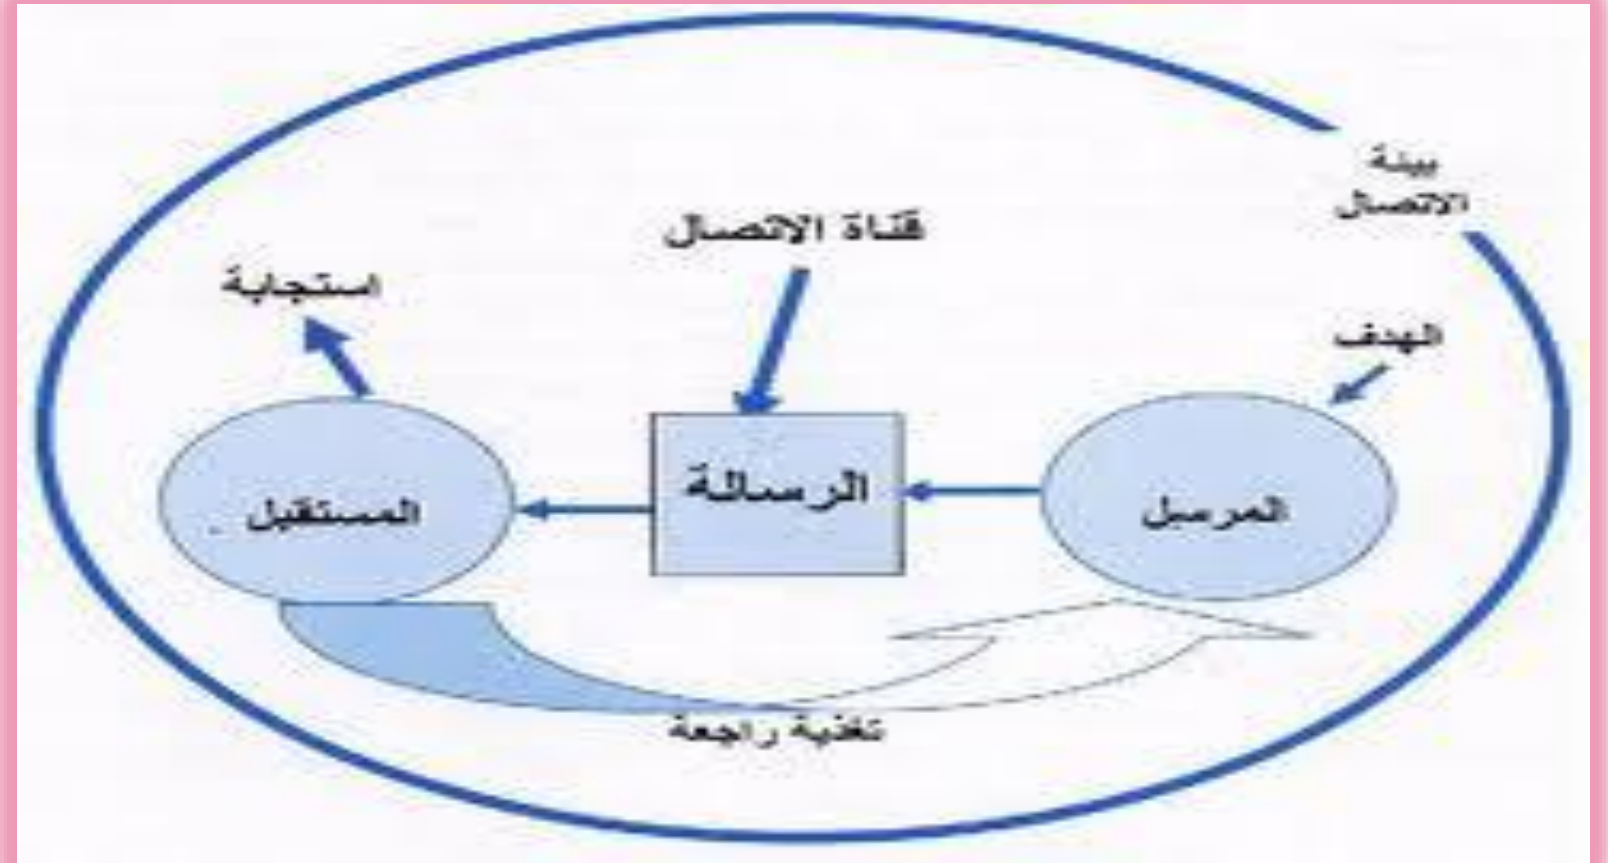 بيئة
الاتصال
قناة الاتصال
استجابة
الهدف
المرسل
الرسالة
المستقبل
تغذية راجعة